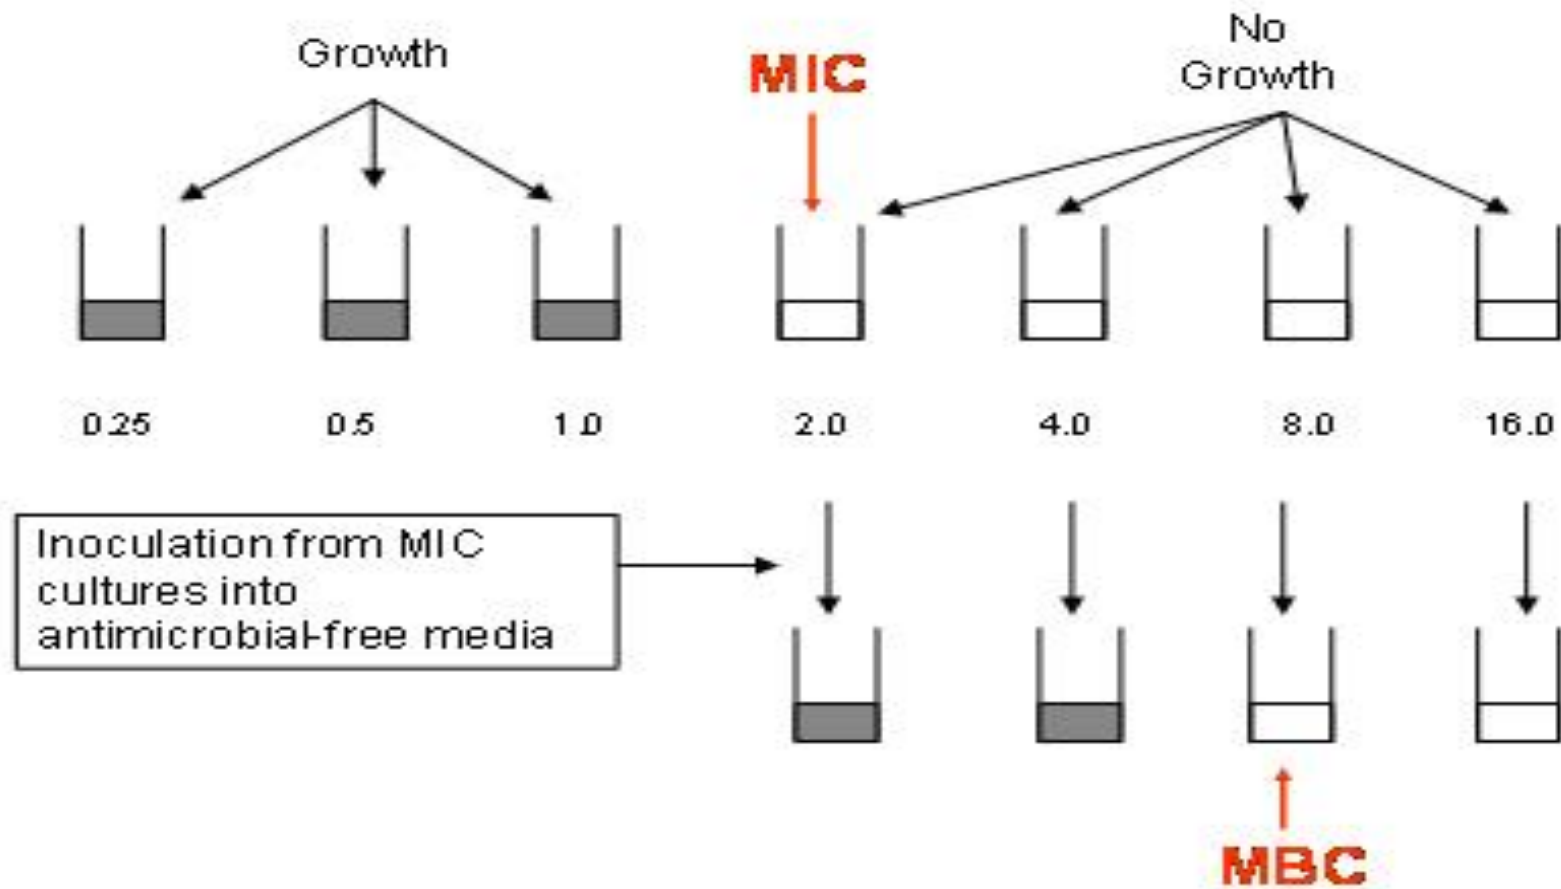 Growth
MIC
No
Growth
0.25
0.5
1.0
2.0
4.0
8.0
16.0
Inoculation from MIC
cultures into
antimicrobial-free media
MBC